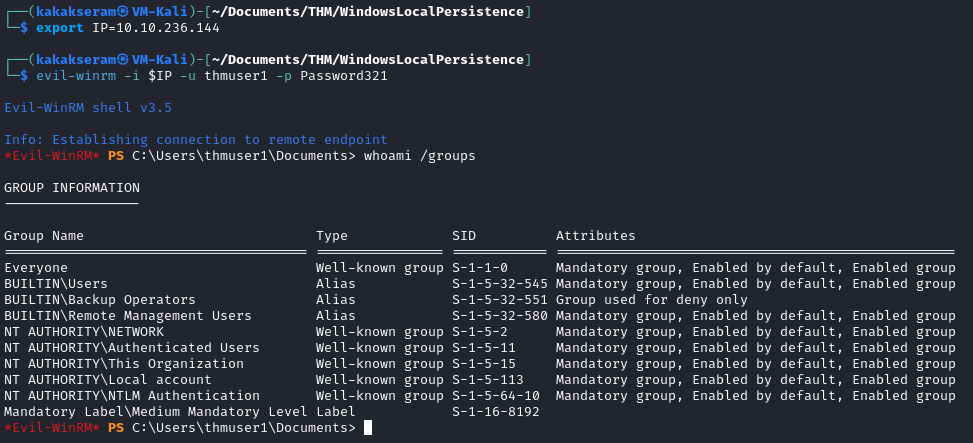 ┌──(kakakseram㉿VM-Kali)-[~/Documents/THM/WindowsLocalPersistence]
└─$ export IP=10.10.236.144
┌──(kakakseram㉿VM-Kali)-[~/Documents/THM/WindowsLocalPersistence]
└─$ evil-winrm -i $IP -u thmuser1 -p Password321
Evil-WinRM shell v3.5
Info: Establishing connection to remote endpoint
*Evil-WinRM* PS C:\Users\thmuser1\Documents> whoami /groups
GROUP INFORMATION
-----------------
Group Name Type SID Attributes
====================================== ================ ============ ==================================================
Everyone Well-known group S-1-1-0 Mandatory group, Enabled by default, Enabled group
BUILTIN\Users Alias S-1-5-32-545 Mandatory group, Enabled by default, Enabled group
BUILTIN\Backup Operators Alias S-1-5-32-551 Group used for deny only
BUILTIN\Remote Management Users Alias S-1-5-32-580 Mandatory group, Enabled by default, Enabled group
NT AUTHORITY\NETWORK Well-known group S-1-5-2 Mandatory group, Enabled by default, Enabled group
NT AUTHORITY\Authenticated Users Well-known group S-1-5-11 Mandatory group, Enabled by default, Enabled group
NT AUTHORITY\This Organization Well-known group S-1-5-15 Mandatory group, Enabled by default, Enabled group
NT AUTHORITY\Local account Well-known group S-1-5-113 Mandatory group, Enabled by default, Enabled group
NT AUTHORITY\NTLM Authentication Well-known group S-1-5-64-10 Mandatory group, Enabled by default, Enabled group
Mandatory Label\Medium Mandatory Level Label S-1-16-8192
*Evil-WinRM* PS C:\Users\thmuser1\Documents>